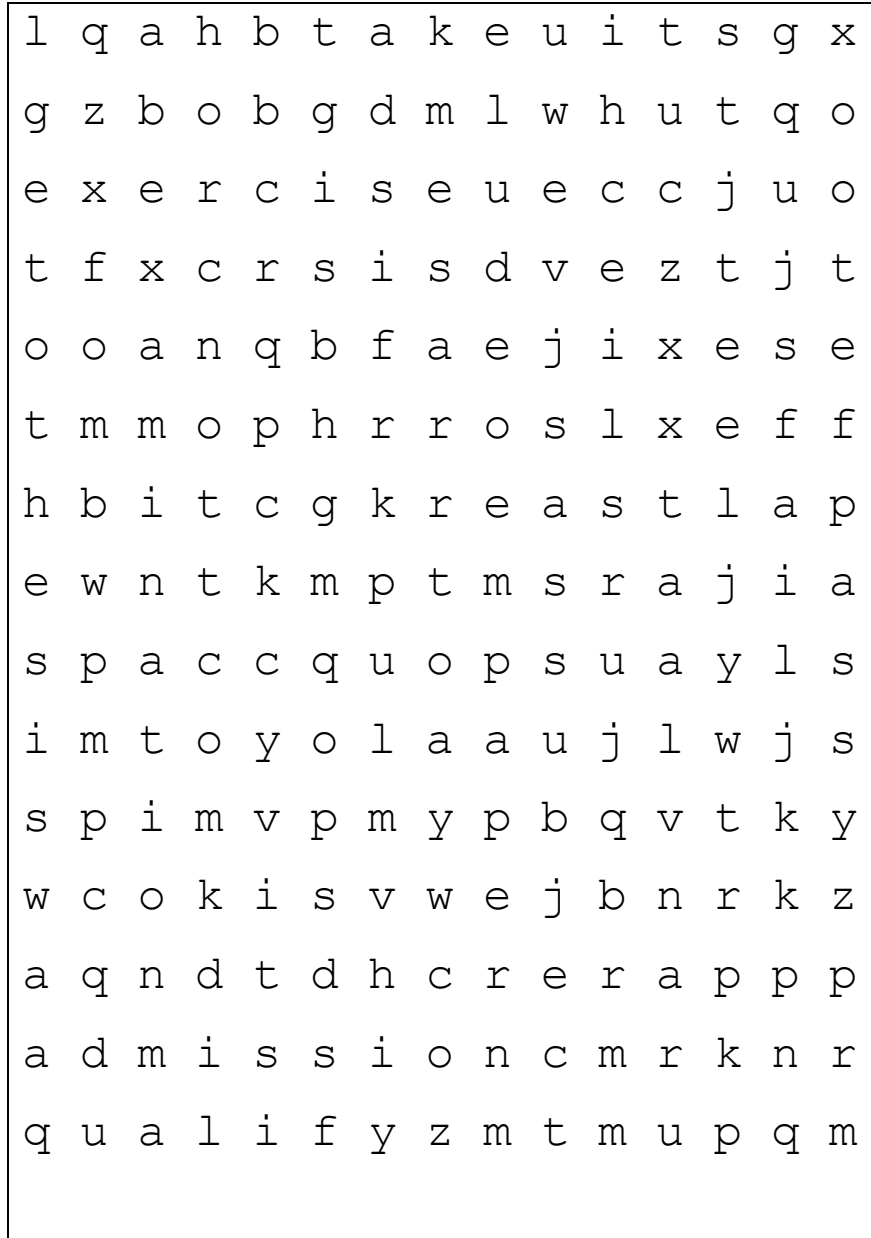 l q a h b t a k e u i t s g x
g z b o b g d m l w h u t q o
e x e r c i s e u e c c j u o
t f x c r s i s d v e z t j t
o o a n q b f a e j i x e s e
t m m o p h r r o s l x e f f
h b i t c g k r e a s t l a p
e w n t k m p t m s r a j i a
s p a c c q u o p s u a y l s
i m t o y o l a a u j l w j s
s p i m v p m y p b q v t k y
w c o k i s v w e j b n r k z
a q n d t d h c r e r a p p p
a d m i s s i o n c m r k n r
q u a l i f y z m t m u p q m